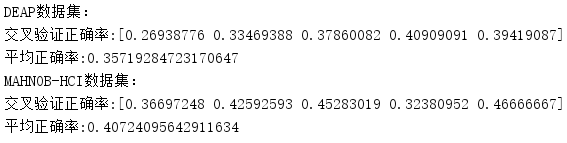 DEAP数据集：
交叉验证正确率:[0.26938776 0.33469388 0.37860082 0.40909091 0.39419087]
平均正确率:0.35719284723170647
MAHNOB-HCI数据集：
交叉验证正确率:[0.36697248 0.42592593 0.45283019 0.32380952 0.46666667]
平均正确率:0.40724095642911634